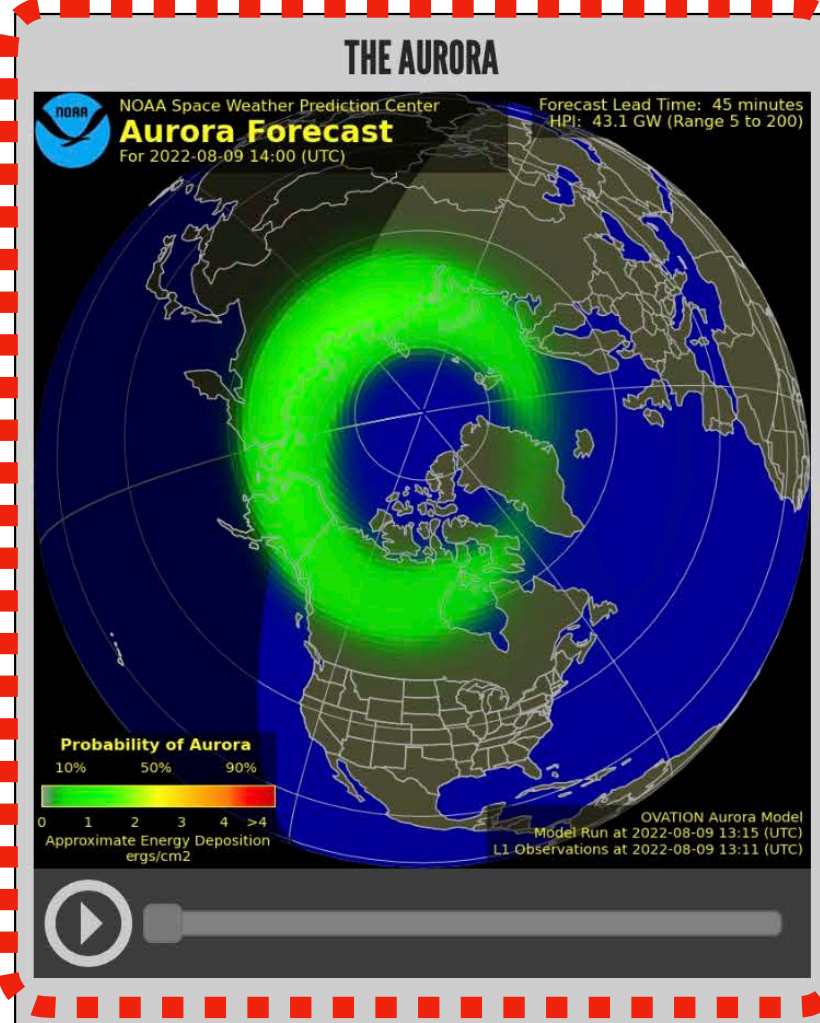 THE AURORA
NOAA
NOAA Space Weather Prediction Center
Aurora Forecast
For 2022-08-09 14:00 (UTC)
Forecast Lead Time: 45 minutes
HPI: 43.1 GW (Range 5 to 200)
Probability of Aurora
10% 50% 90%
0 1 2 3 4 >4
Approximate Energy Deposition
ergs/cm2
OVATION Aurora Model
Model Run at 2022-08-09 13:15 (UTC)
L1 Observations at 2022-08-09 13:11 (UTC)